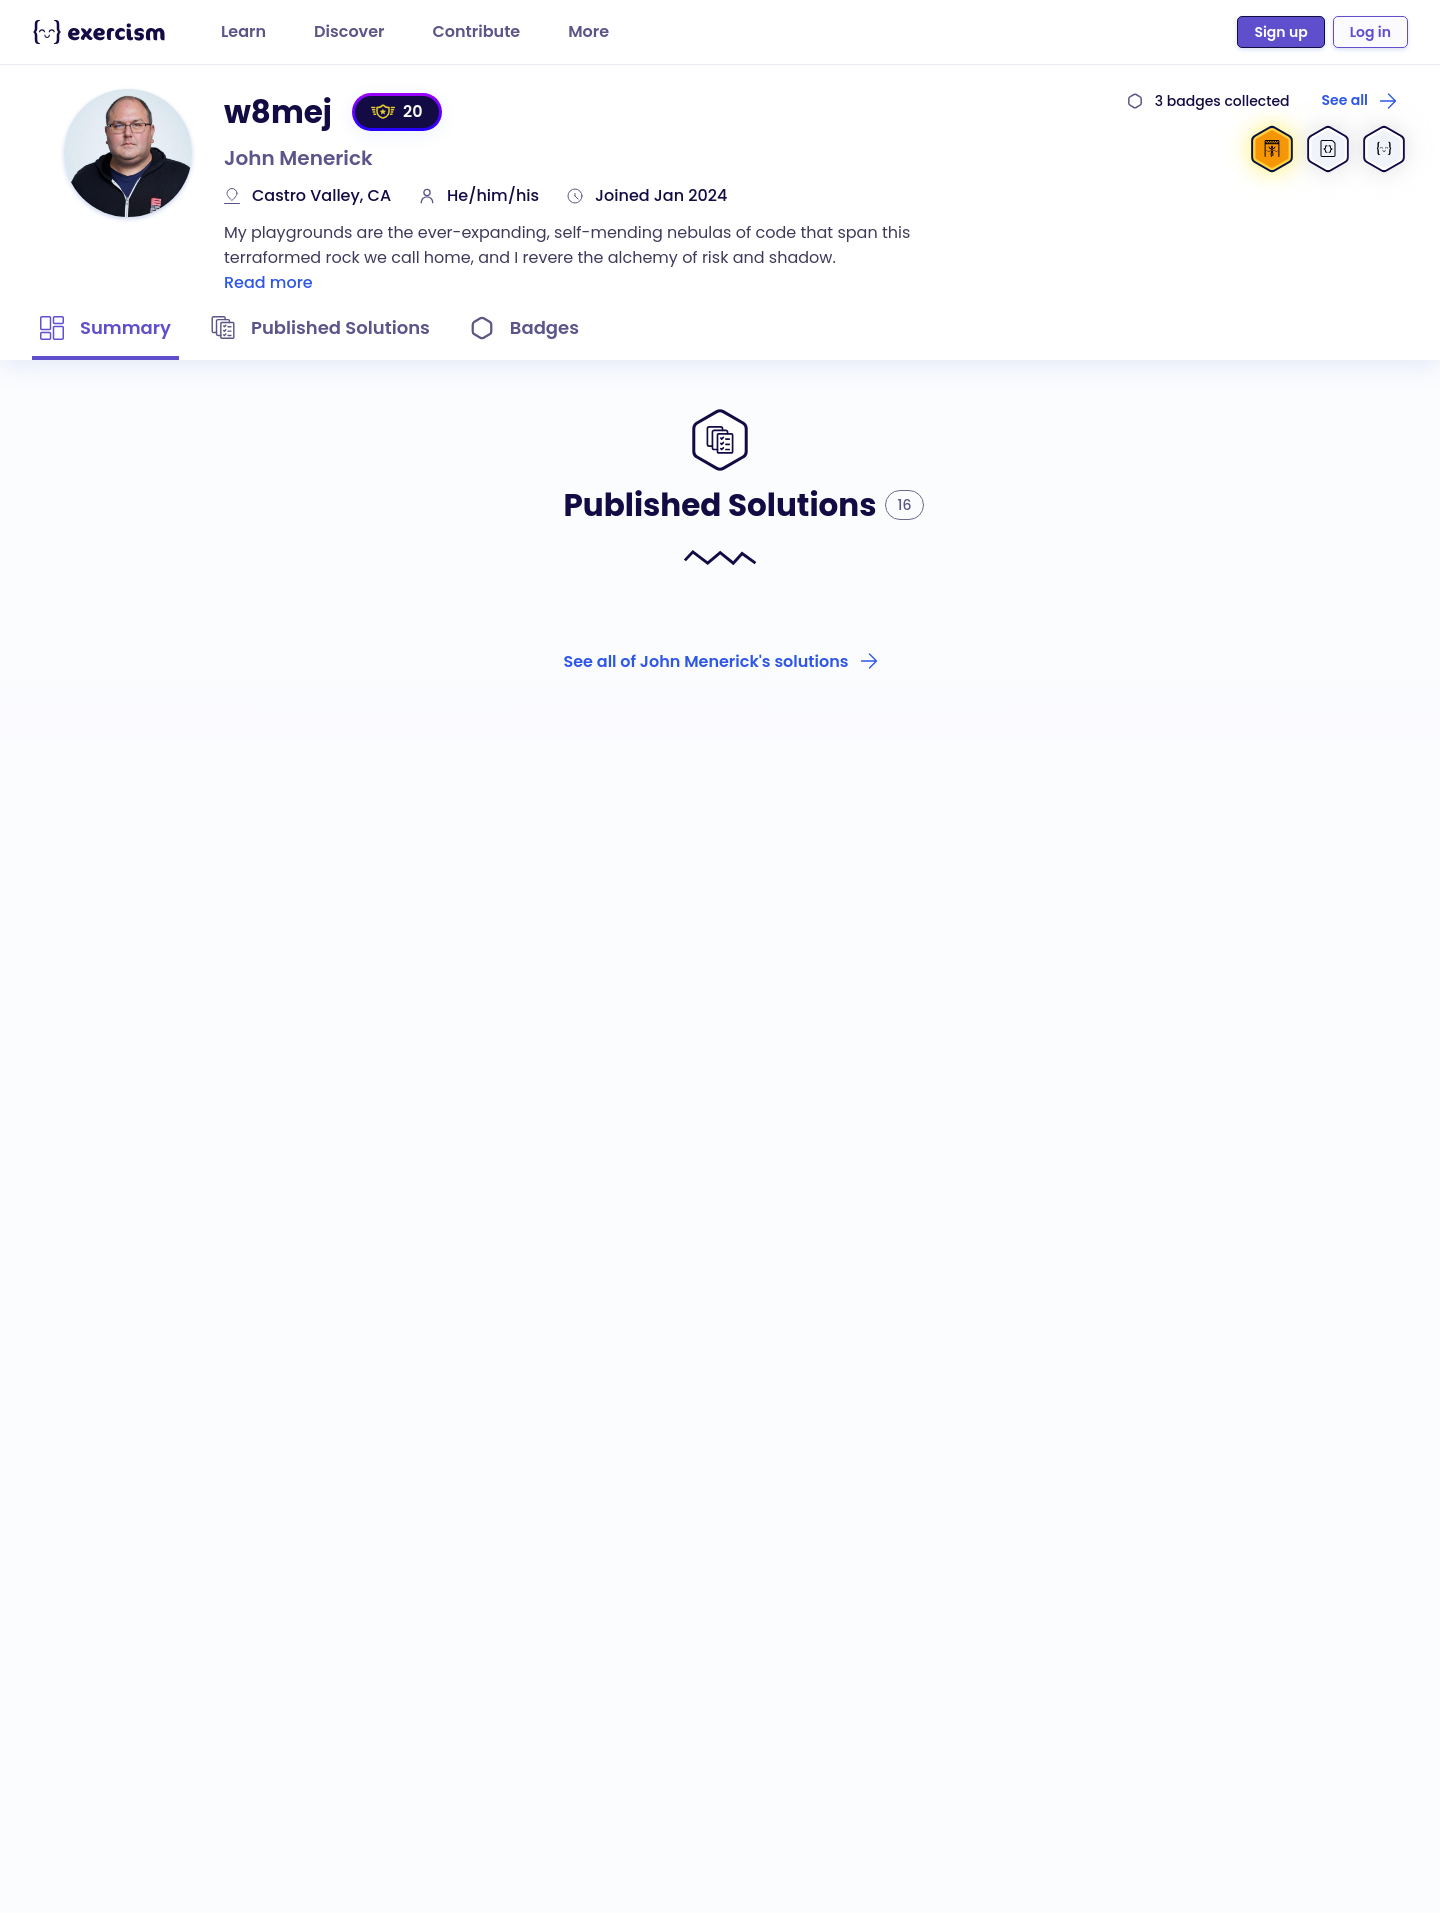 exercism
Learn
Discover
Contribute
More
Sign up
Log in
w8mej
20
3 badges collected
See all
John Menerick
Castro Valley, CA
He/him/his
Joined Jan 2024
My playgrounds are the ever-expanding, self-mending nebulas of code that span this
terraformed rock we call home, and I revere the alchemy of risk and shadow.
Read more
Summary
Published Solutions
Badges
Published Solutions 16
See all of John Menerick's solutions